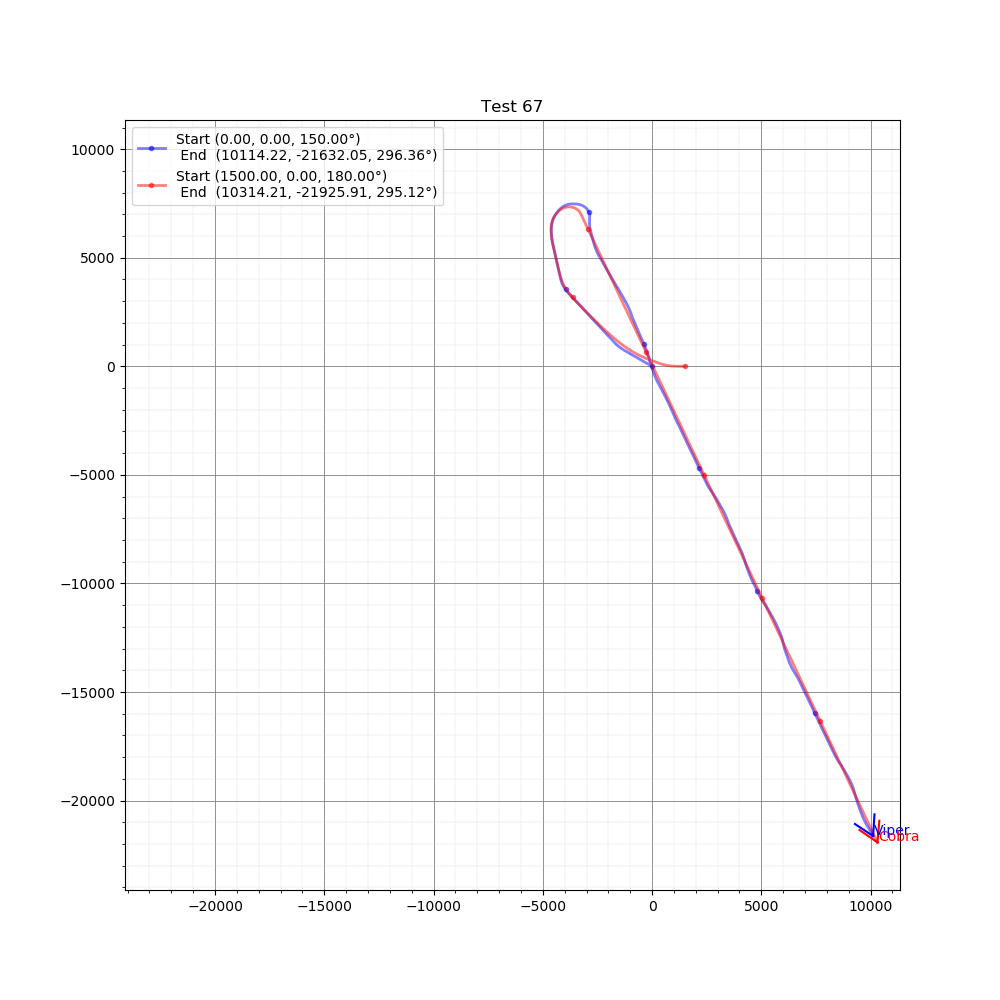 Test 67
Start (0.00, 0.00, 150.00°)
End (10114.22, -21632.05, 296.36°)
Start (1500.00, 0.00, 180.00°)
End (10314.21, -21925.91, 295.12°)
10000
5000
0
−5000
−10000
−15000
−20000
Viper
Cobra
−20000
−15000
−10000
−5000
0
5000
10000